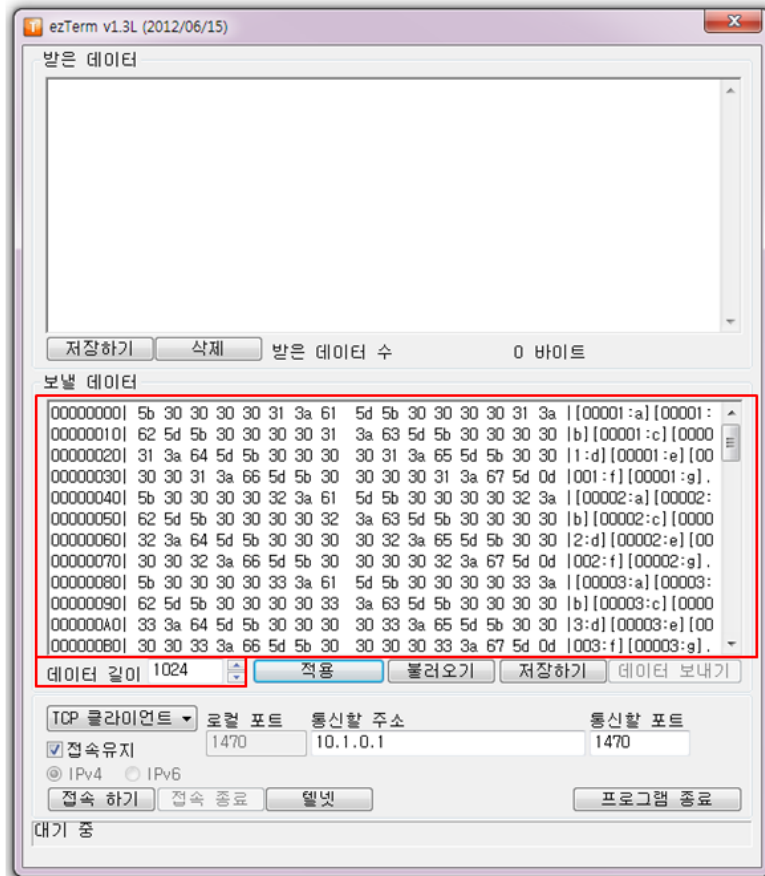 ezTerm v1.3L (2012/06/15)
받은 데이터
저장하기 삭제 받은 데이터 수 0 바이트
보낼 데이터
00000000| 5b 30 30 30 30 31 3a 61 5d 5b 30 30 30 30 31 3a |[00001:a][00001:
00000010| 62 5d 5b 30 30 30 30 31 3a 63 5d 5b 30 30 30 30 |b][00001:c][0000
00000020| 31 3a 64 5d 5b 30 30 30 30 31 3a 65 5d 5b 30 30 |1:d][00001:e][00
00000030| 30 30 31 3a 66 5d 5b 30 30 30 30 31 3a 67 5d 0d |001:f][00001:g].
00000040| 5b 30 30 30 30 32 3a 61 5d 5b 30 30 30 30 32 3a |[00002:a][00002:
00000050| 62 5d 5b 30 30 30 30 32 3a 63 5d 5b 30 30 30 30 |b][00002:c][0000
00000060| 32 3a 64 5d 5b 30 30 30 30 32 3a 65 5d 5b 30 30 |2:d][00002:e][00
00000070| 30 30 32 3a 66 5d 5b 30 30 30 30 32 3a 67 5d 0d |002:f][00002:g].
00000080| 5b 30 30 30 30 33 3a 61 5d 5b 30 30 30 30 33 3a |[00003:a][00003:
00000090| 62 5d 5b 30 30 30 30 33 3a 63 5d 5b 30 30 30 30 |b][00003:c][0000
000000A0| 33 3a 64 5d 5b 30 30 30 30 33 3a 65 5d 5b 30 30 |3:d][00003:e][00
000000B0| 30 30 33 3a 66 5d 5b 30 30 30 30 33 3a 67 5d 0d |003:f][00003:g].
데이터 길이 1024 적용 불러오기 저장하기 데이터 보내기
TCP 클라이언트 로컬 포트 통신할 주소 통신할 포트
접속유지 1470 10.1.0.1 1470
IPv4 IPv6
접속 하기 접속 종료 텔넷 프로그램 종료
대기 중